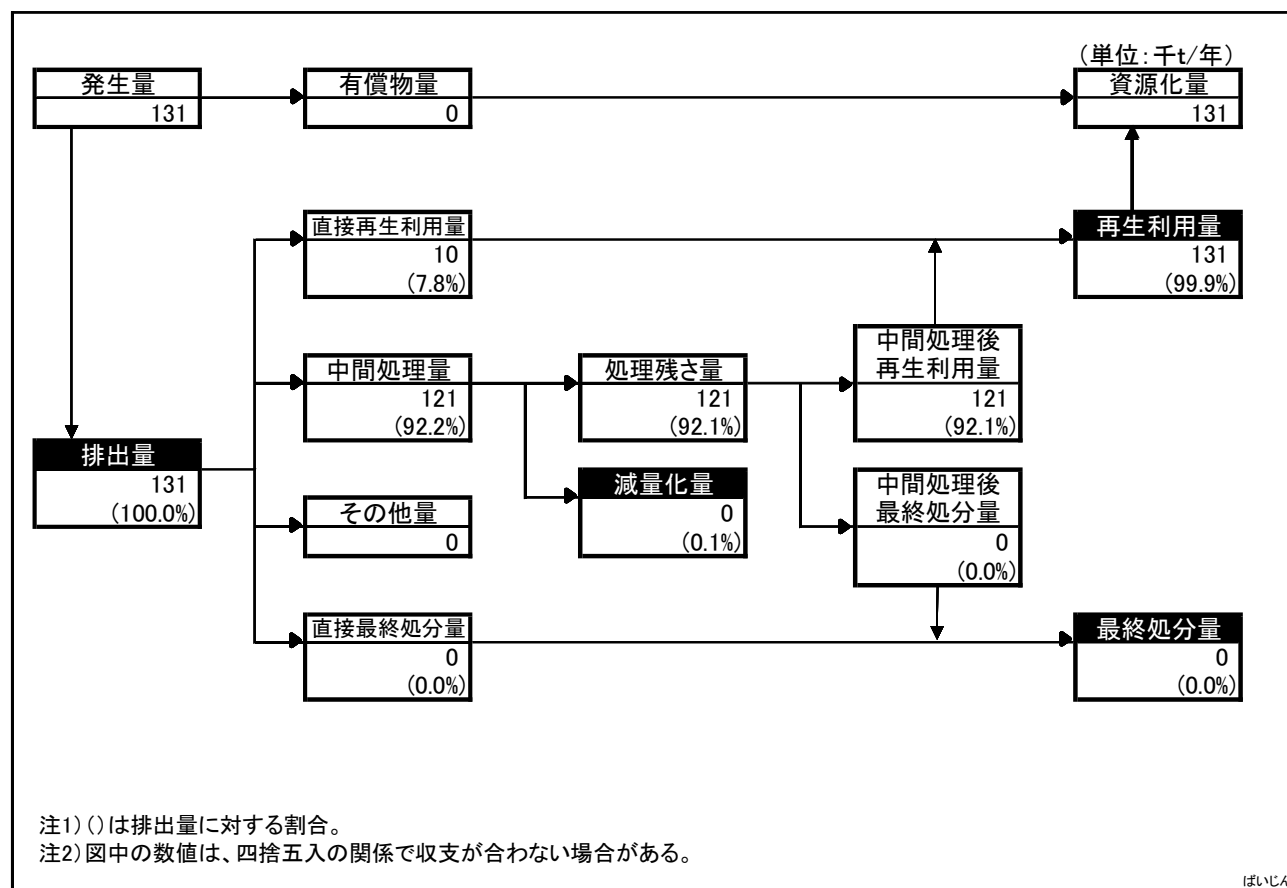 (単位:千t/年)
発生量
131
有償物量
0
資源化量
131
直接再生利用量
10
(7.8%)
再生利用量
131
(99.9%)
中間処理量
121
(92.2%)
処理残さ量
121
(92.1%)
中間処理後
再生利用量
121
(92.1%)
排出量
131
(100.0%)
減量化量
0
(0.1%)
中間処理後
最終処分量
0
(0.0%)
その他量
0
直接最終処分量
0
(0.0%)
最終処分量
0
(0.0%)
注1)()は排出量に対する割合。
注2)図中の数値は、四捨五入の関係で収支が合わない場合がある。
ばいじん